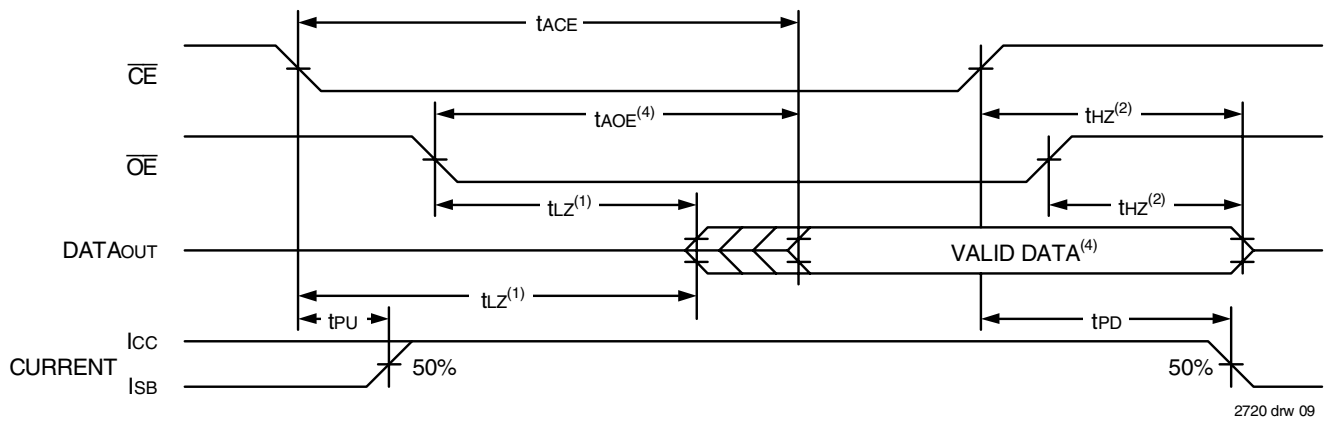 tACE
CE
tAOE(4)
tHZ(2)
OE
tLZ(1)
tHZ(2)
DATAOUT
VALID DATA(4)
tLZ(1)
tPU
tPD
ICC
CURRENT
50%
50%
ISB
2720 drw 09